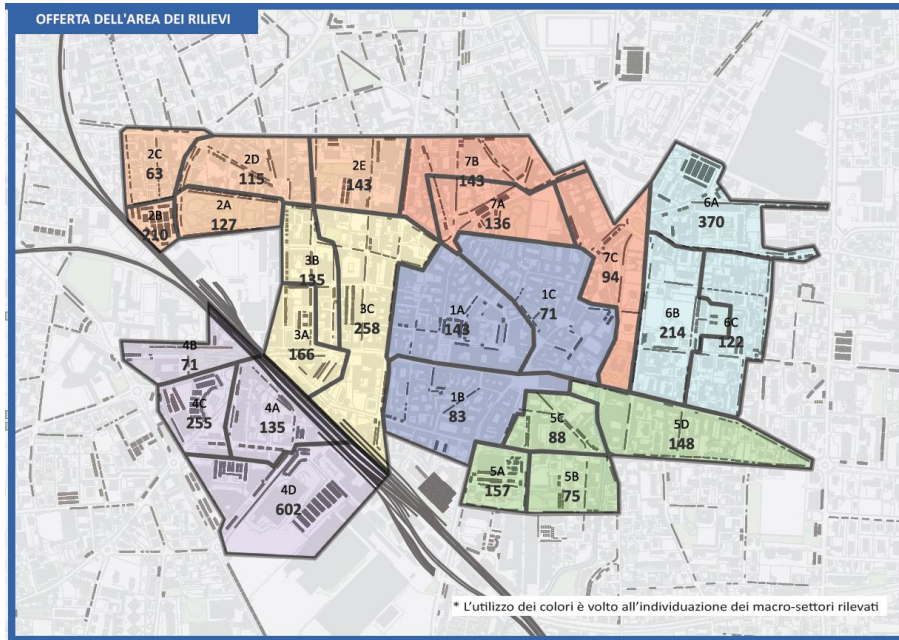 OFFERTA DELL'AREA DEI RILIEVI
2C
63
2D
115
2E
143
7B
143
2B
210
2A
127
7A
136
6A
370
3B
135
7C
94
3C
258
1A
143
1C
71
6B
214
6C
122
3A
166
4B
71
4C
255
4A
135
1B
83
5C
88
5D
148
5A
157
5B
75
4D
602
* L'utilizzo dei colori è volto all'individuazione dei macro-settori rilevati